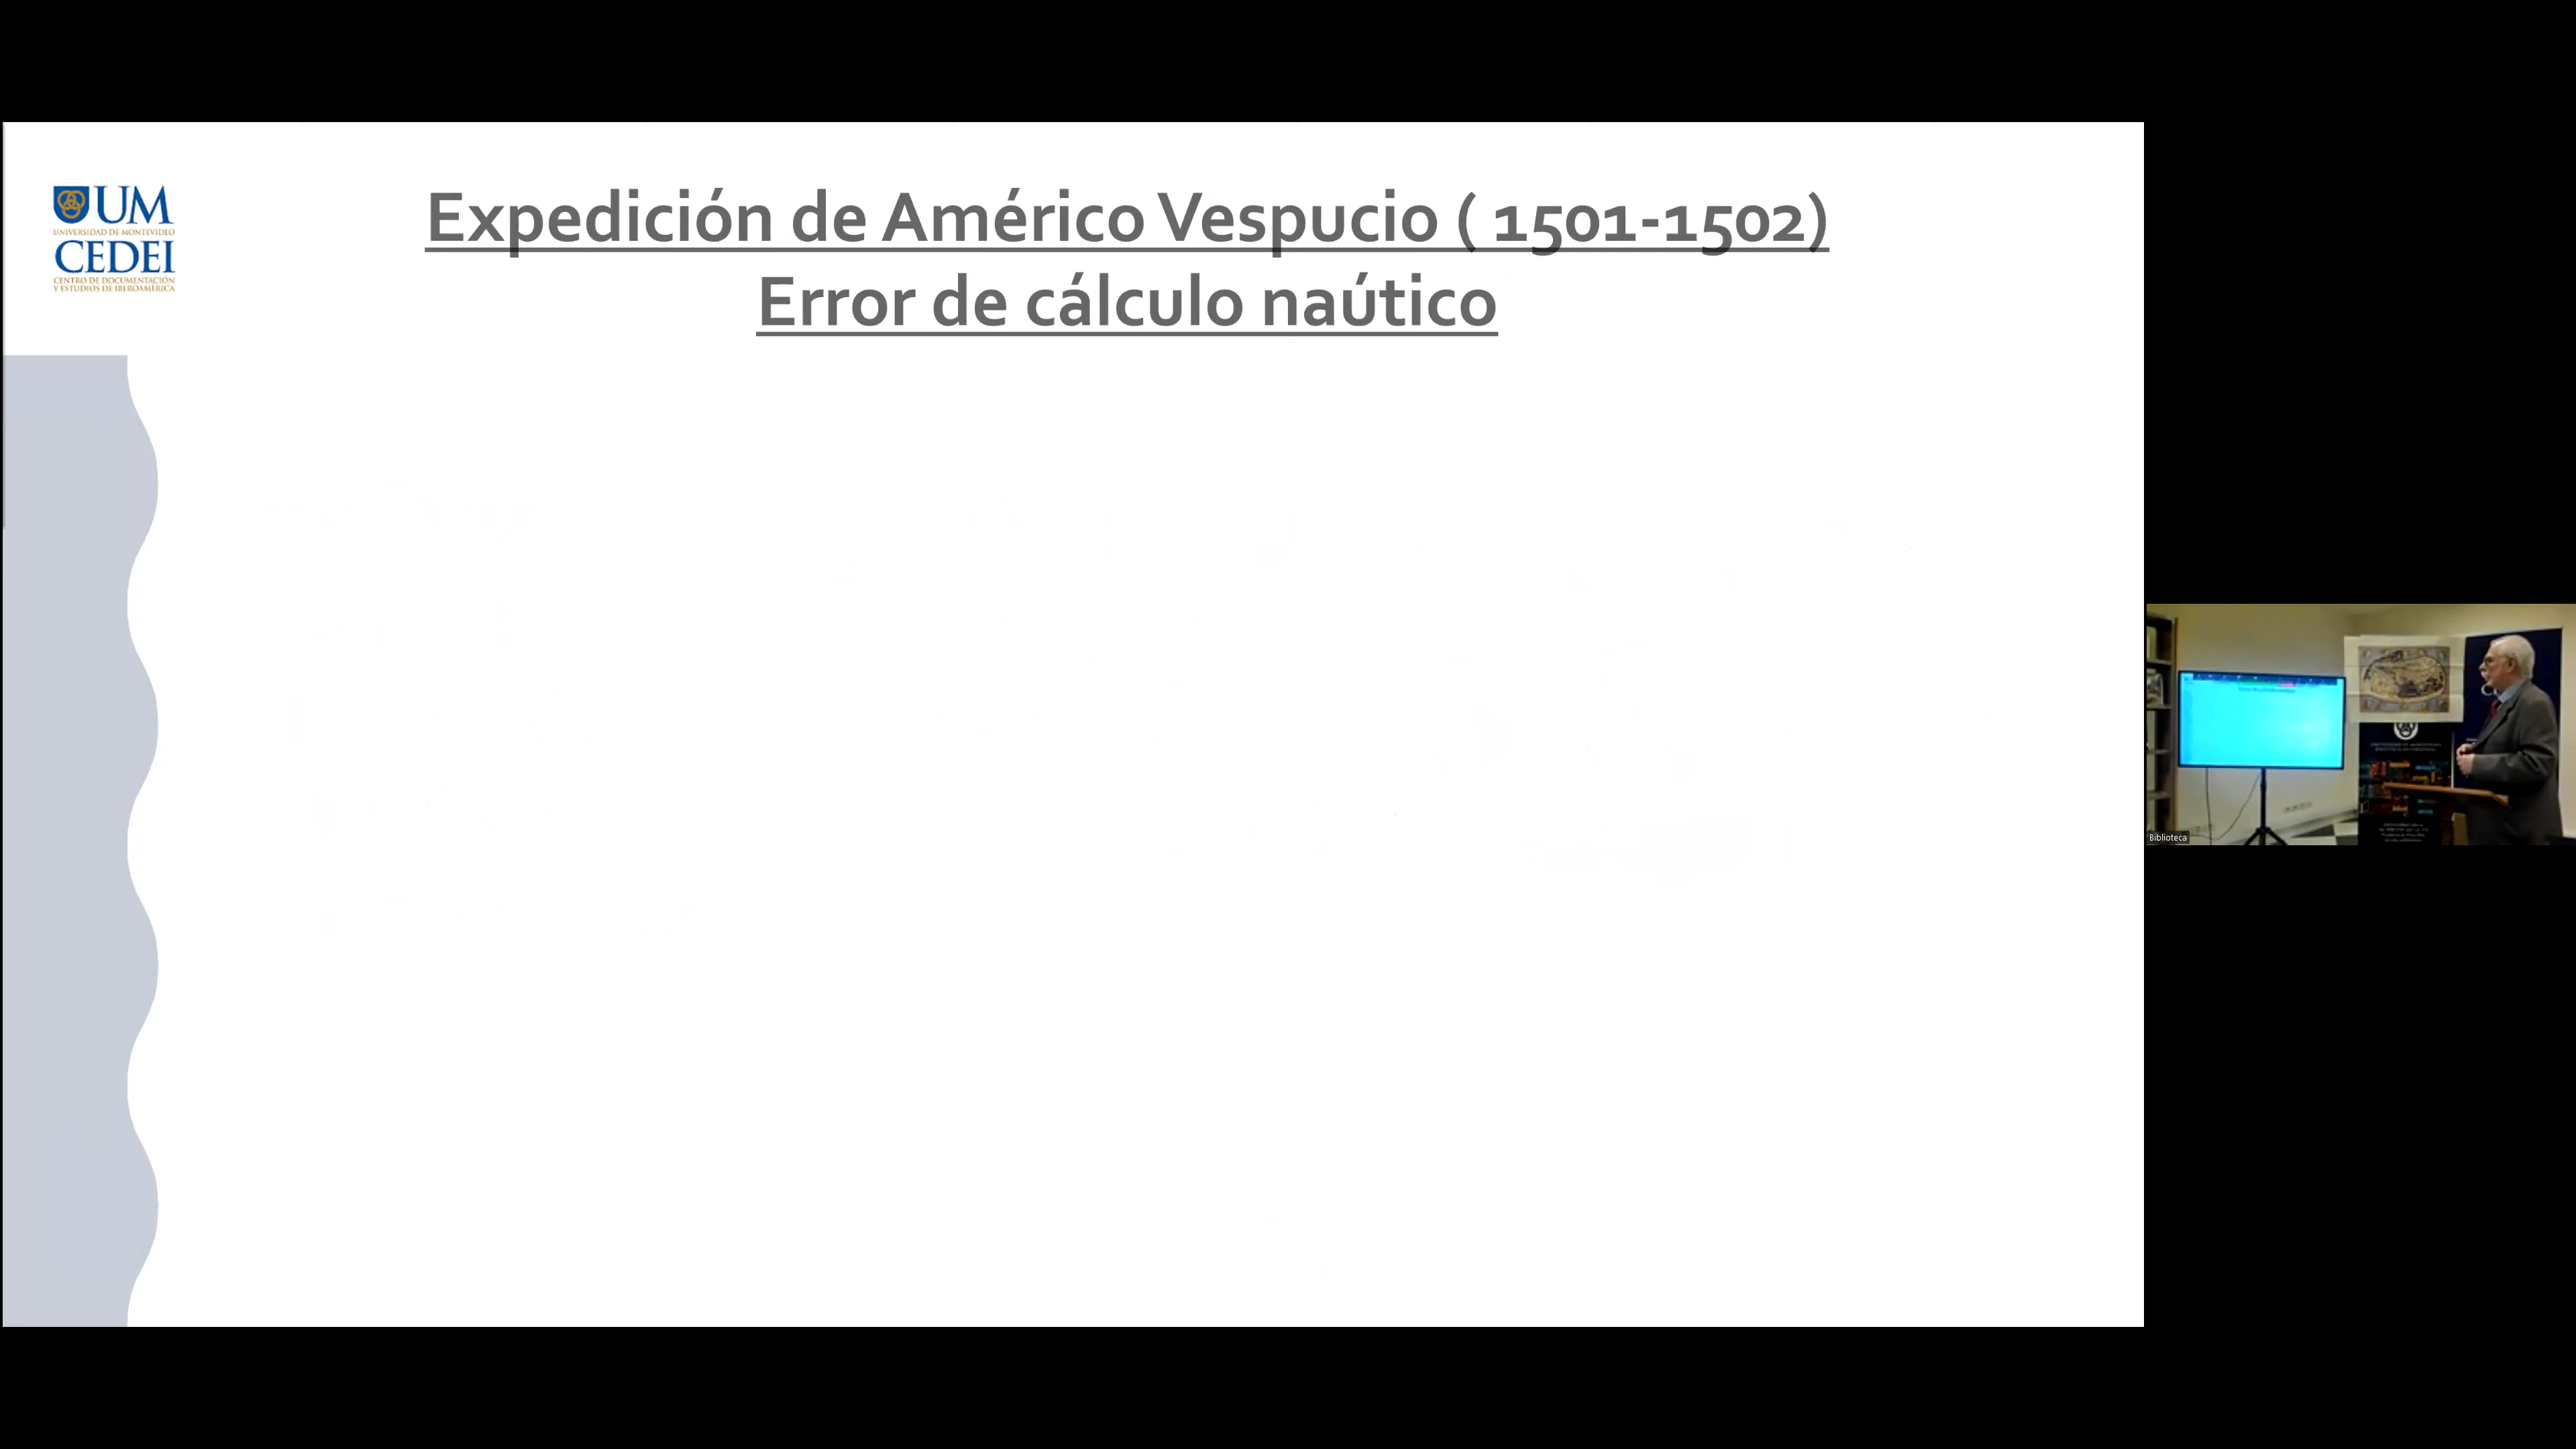 UM
UNIVERSIDAD DE MONTEVIDEO
CEDEI
CENTRO DE DOCUMENTACIÓN
Y ESTUDIOS DE IBEROAMÉRICA
Expedición de Américo Vespucio ( 1501-1502)
Error de cálculo naútico
Biblioteca